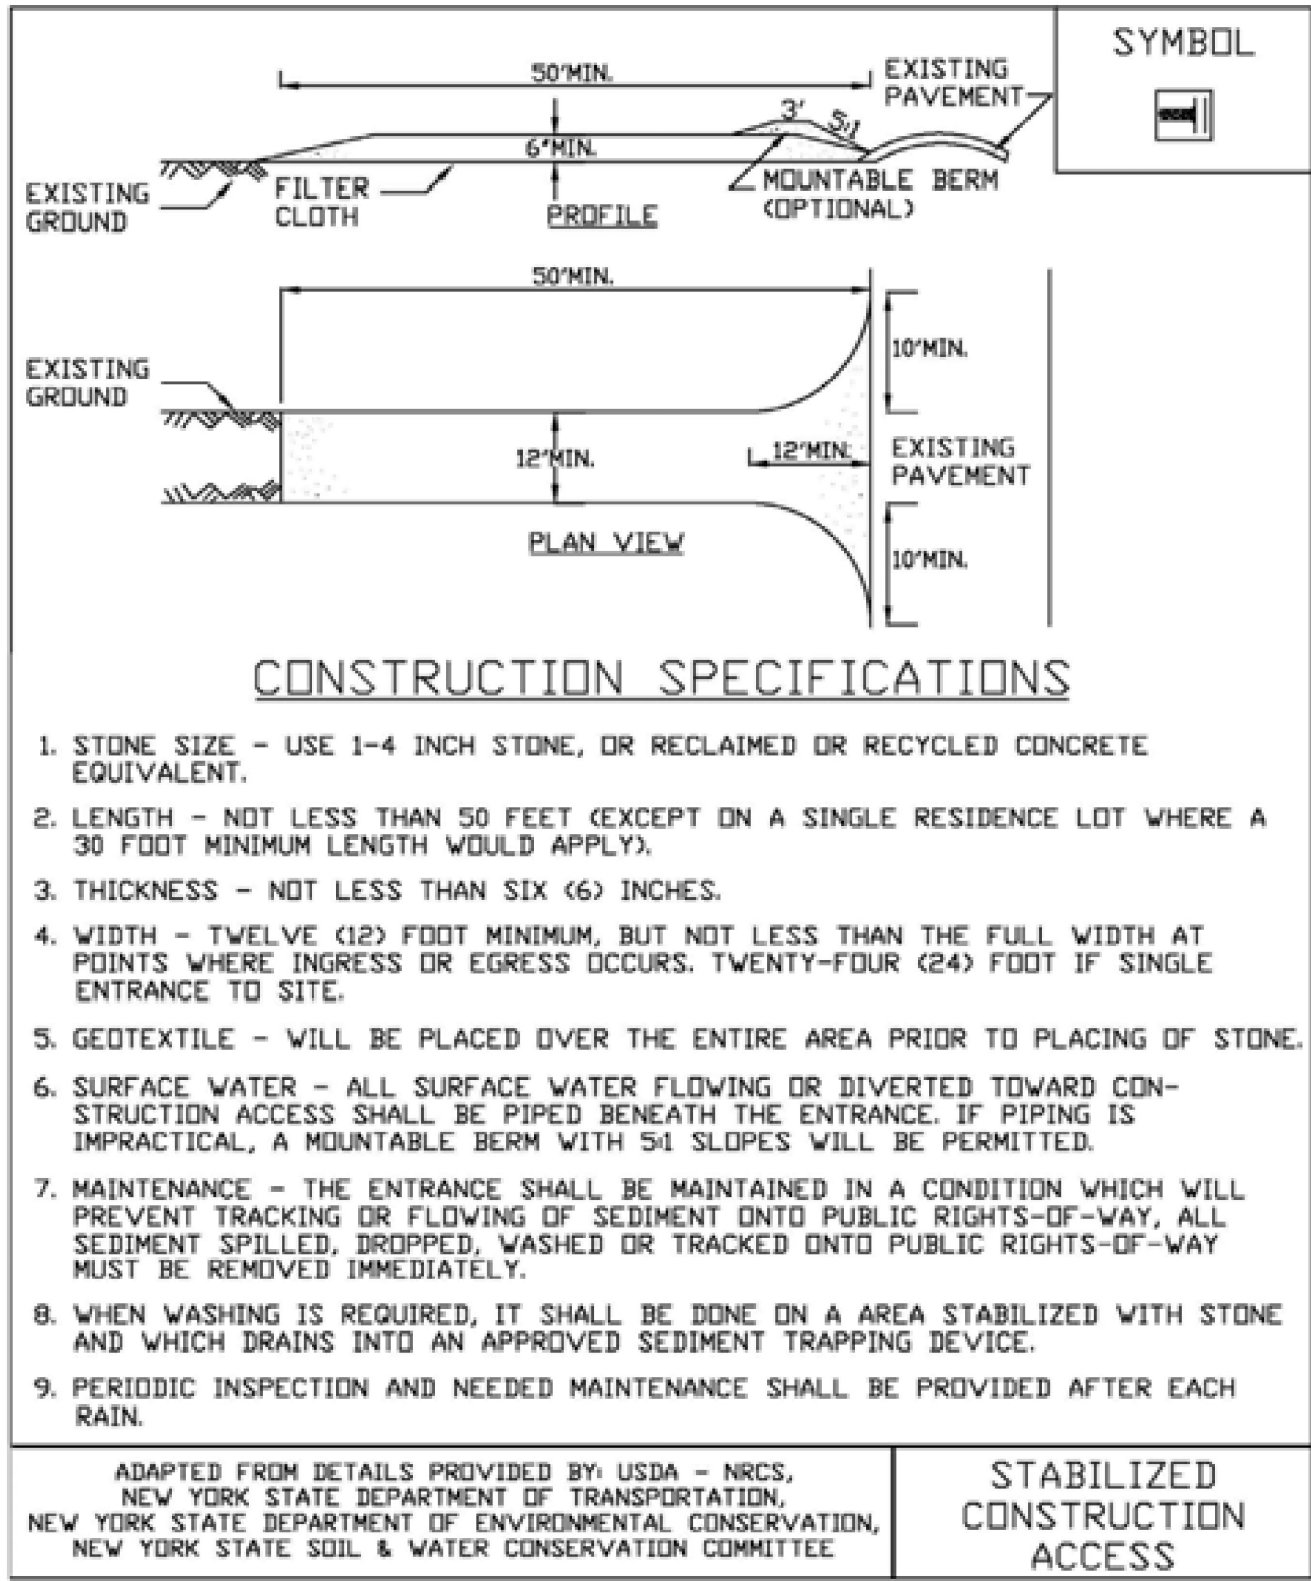 SYMBOL
50'MIN.
EXISTING
PAVEMENT
3'
5:1
6"MIN.
EXISTING
GROUND
FILTER
CLOTH
PROFILE
MOUNTABLE BERM
(OPTIONAL)
50'MIN.
10'MIN.
EXISTING
GROUND
12'MIN.
12'MIN.
EXISTING
PAVEMENT
PLAN VIEW
10'MIN.
CONSTRUCTION SPECIFICATIONS
1. STONE SIZE - USE 1-4 INCH STONE, OR RECLAIMED OR RECYCLED CONCRETE
EQUIVALENT.
2. LENGTH - NOT LESS THAN 50 FEET (EXCEPT ON A SINGLE RESIDENCE LOT WHERE A
30 FOOT MINIMUM LENGTH WOULD APPLY).
3. THICKNESS - NOT LESS THAN SIX (6) INCHES.
4. WIDTH - TWELVE (12) FOOT MINIMUM, BUT NOT LESS THAN THE FULL WIDTH AT
POINTS WHERE INGRESS OR EGRESS OCCURS. TWENTY-FOUR (24) FOOT IF SINGLE
ENTRANCE TO SITE.
5. GEOTEXTILE - WILL BE PLACED OVER THE ENTIRE AREA PRIOR TO PLACING OF STONE.
6. SURFACE WATER - ALL SURFACE WATER FLOWING OR DIVERTED TOWARD CON-
STRUCTION ACCESS SHALL BE PIPED BENEATH THE ENTRANCE. IF PIPING IS
IMPRACTICAL, A MOUNTABLE BERM WITH 5:1 SLOPES WILL BE PERMITTED.
7. MAINTENANCE - THE ENTRANCE SHALL BE MAINTAINED IN A CONDITION WHICH WILL
PREVENT TRACKING OR FLOWING OF SEDIMENT ONTO PUBLIC RIGHTS-OF-WAY, ALL
SEDIMENT SPILLED, DROPPED, WASHED OR TRACKED ONTO PUBLIC RIGHTS-OF-WAY
MUST BE REMOVED IMMEDIATELY.
8. WHEN WASHING IS REQUIRED, IT SHALL BE DONE ON A AREA STABILIZED WITH STONE
AND WHICH DRAINS INTO AN APPROVED SEDIMENT TRAPPING DEVICE.
9. PERIODIC INSPECTION AND NEEDED MAINTENANCE SHALL BE PROVIDED AFTER EACH
RAIN.
ADAPTED FROM DETAILS PROVIDED BY: USDA - NRCS,
NEW YORK STATE DEPARTMENT OF TRANSPORTATION,
NEW YORK STATE DEPARTMENT OF ENVIRONMENTAL CONSERVATION,
NEW YORK STATE SOIL & WATER CONSERVATION COMMITTEE
STABILIZED
CONSTRUCTION
ACCESS